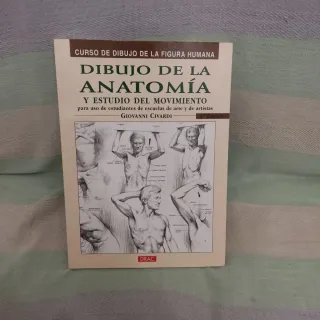 CURSO DE DIBUJO DE LA FIGURA HUMANA
DIBUJO DE LA
ANATOMÍA
Y ESTUDIO DEL MOVIMIENTO
para uso de estudiantes de escuelas de arte y de artistas
GIOVANNI CIVARDI
DRAC